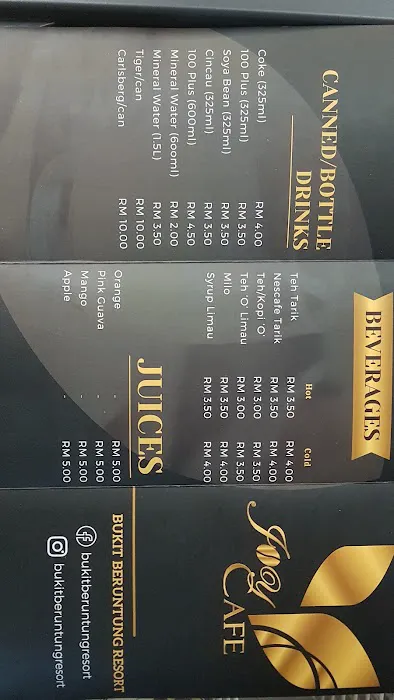 CANNED/BOTTLE
DRINKS
Coke (325ml) RM 4.00
100 Plus (325ml) RM 3.50
Soya Bean (325ml) RM 3.50
Cincau (325ml) RM 3.50
100 Plus (600ml) RM 4.50
Mineral Water (600ml) RM 2.00
Mineral Water (1.5L) RM 3.50
Tiger/can RM 10.00
Carlsberg/can RM 10.00
BEVERAGES
Hot Cold
Teh Tarik RM 3.50 RM 4.00
Nescafe Tarik RM 3.50 RM 4.00
Teh/Kopi 'O' RM 3.00 RM 3.50
Teh 'O' Limau RM 3.00 RM 3.50
Milo RM 3.50 RM 4.00
Syrup Limau RM 3.50 RM 4.00
JUICES
Orange - RM 5.00
Pink Guava - RM 5.00
Mango - RM 5.00
Apple - RM 5.00
Joy
CAFE
BUKIT BERUNTUNG RESORT
bukitberuntungresort
bukitberuntungresort